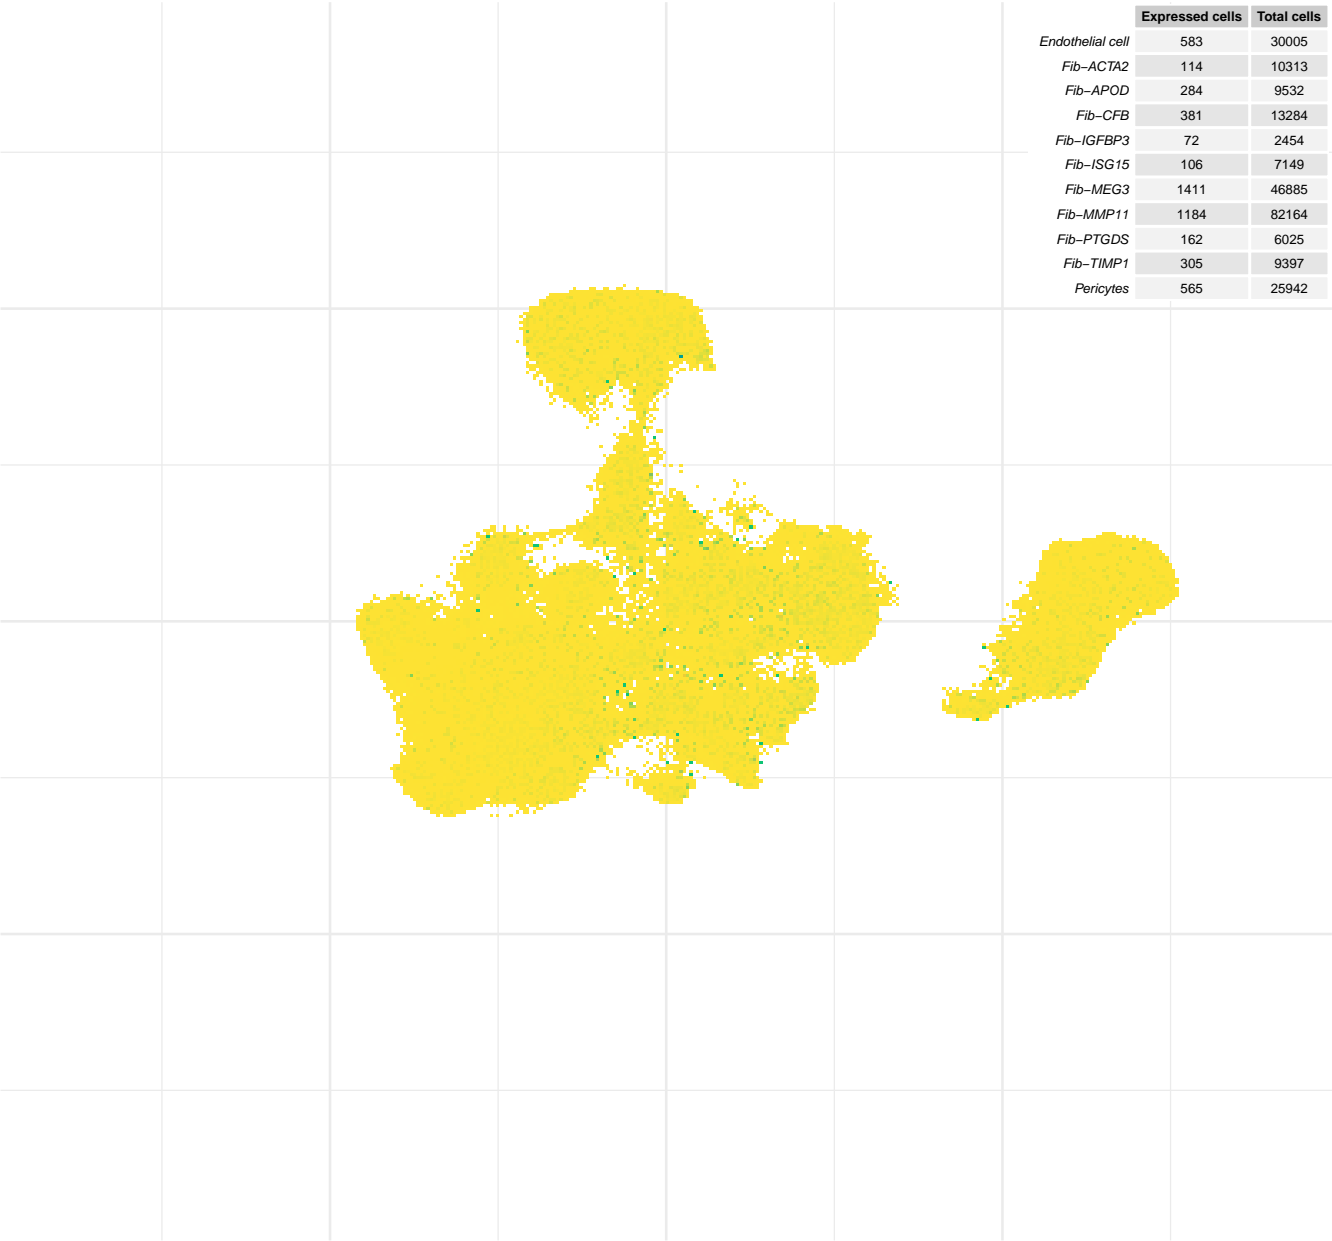 Expressed cells Total cells
Endothelial cell 583 30005
Fib−ACTA2 114 10313
Fib−APOD 284 9532
Fib−CFB 381 13284
Fib−IGFBP3 72 2454
Fib−ISG15 106 7149
Fib−MEG3 1411 46885
Fib−MMP11 1184 82164
Fib−PTGDS 162 6025
Fib−TIMP1 305 9397
Pericytes 565 25942